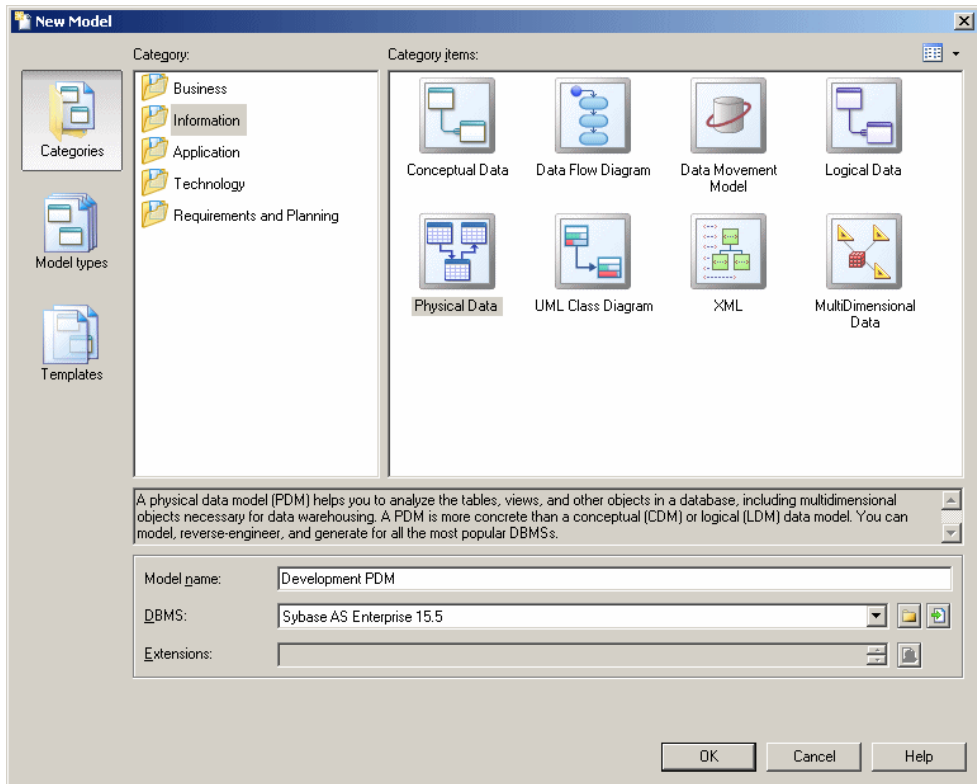 New Model
Category:
Category items:
Categories
Model types
Templates
Business
Information
Application
Technology
Requirements and Planning
Conceptual Data
Data Flow Diagram
Data Movement
Model
Logical Data
Physical Data
UML Class Diagram
XML
MultiDimensional
Data
A physical data model (PDM) helps you to analyze the tables, views, and other objects in a database, including multidimensional
objects necessary for data warehousing. A PDM is more concrete than a conceptual (CDM) or logical (LDM) data model. You can
model, reverse-engineer, and generate for all the most popular DBMSs.
Model name:
Development PDM
DBMS:
Sybase AS Enterprise 15.5
Extensions:
OK
Cancel
Help